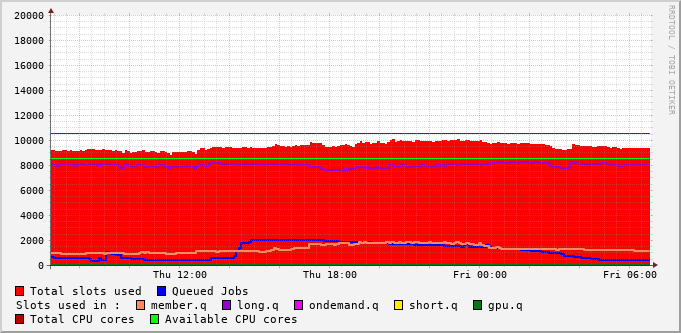 20000
18000
16000
14000
12000
10000
8000
6000
4000
2000
0
Thu 12:00 Thu 18:00 Fri 00:00 Fri 06:00
Total slots used Queued Jobs
Slots used in : member.q long.q ondemand.q short.q gpu.q
Total CPU cores Available CPU cores
RRDTOOL / TOBI OETIKER